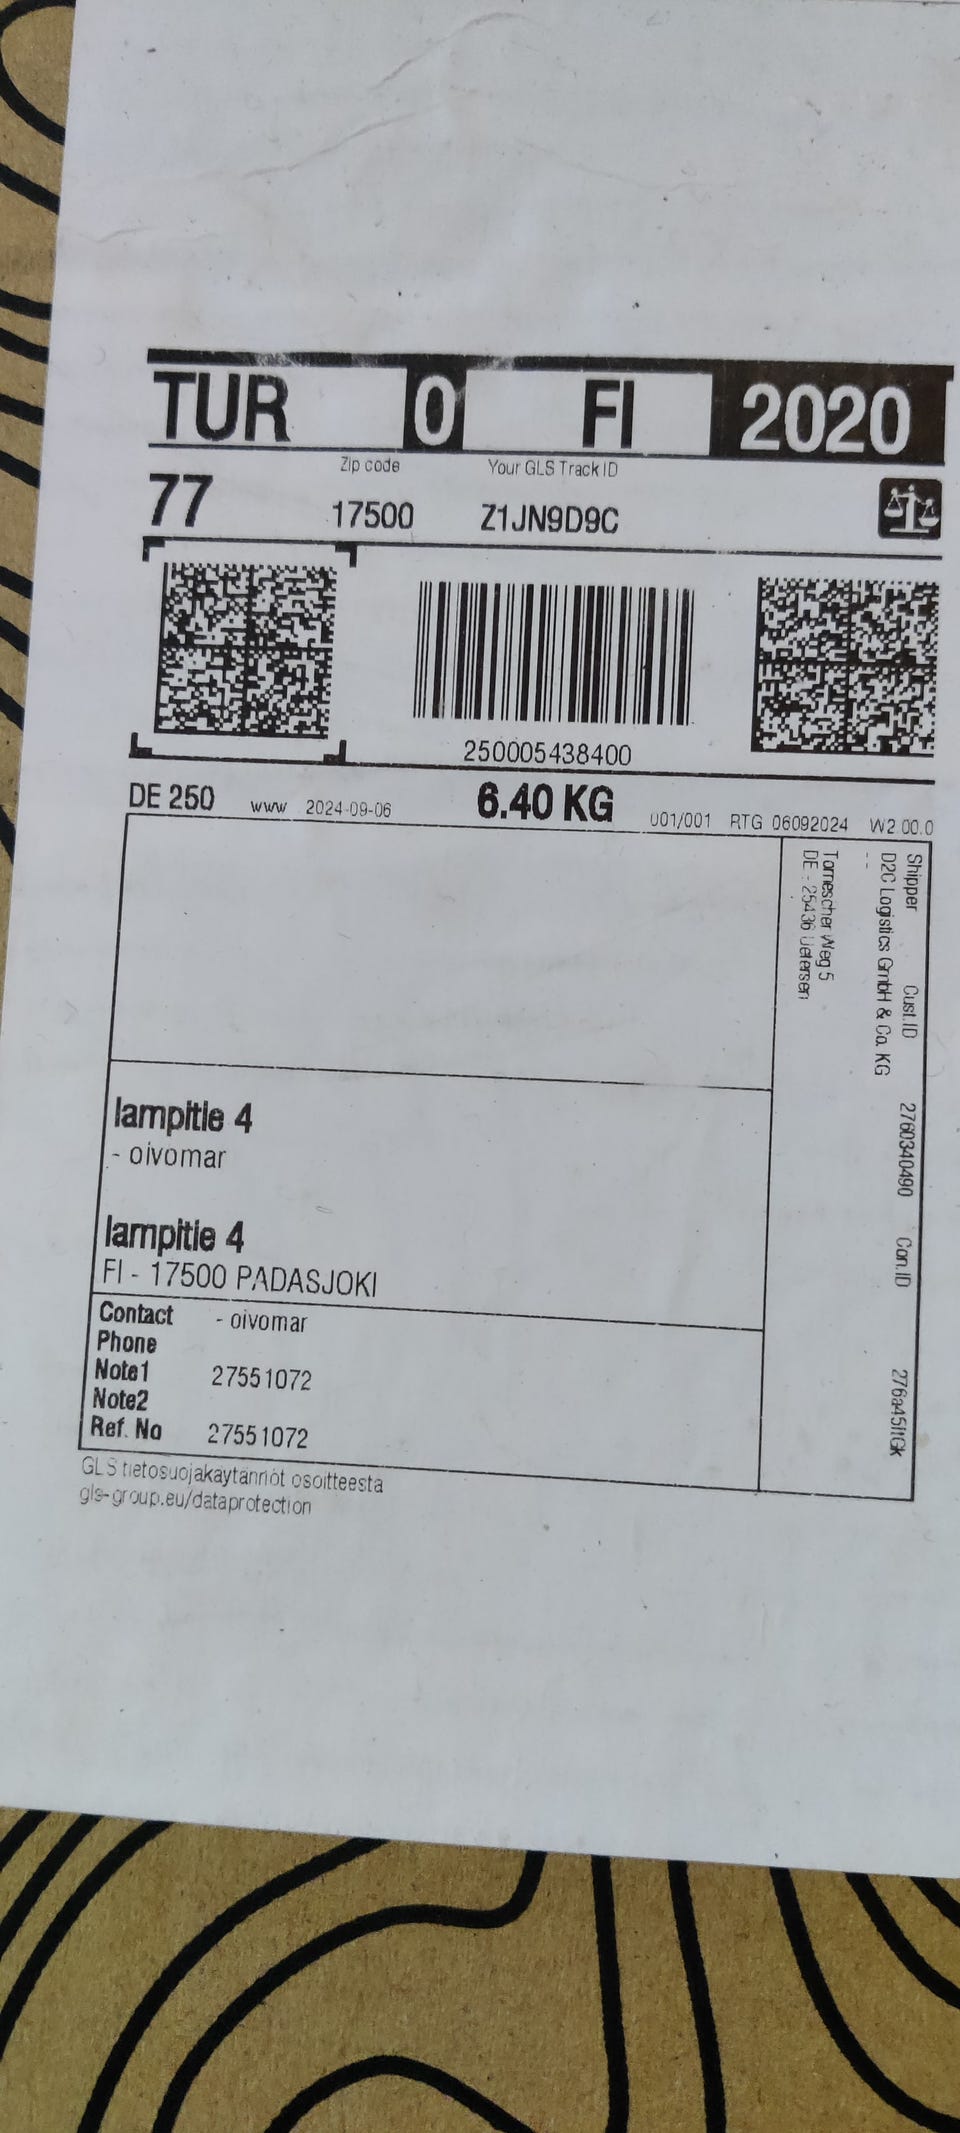 TUR 0 FI 2020
Zip code Your GLS Track ID
77 17500 Z1JN9D9C
250005438400
DE 250 www 2024-09-06 6.40 KG 001/001 RTG 06092024 W2.00.0
Shipper Cust.ID 2760340490 Con.ID 276a45ltGk
D2C Logistics GmbH & Co. KG
--
Tornescher Weg 5
DE - 25436 Uetersen
lampitie 4
- oivomar
lampitie 4
FI - 17500 PADASJOKI
Contact - oivomar
Phone
Note1 27551072
Note2
Ref. No 27551072
GLS tietosuojakäytännöt osoitteesta
gls-group.eu/dataprotection